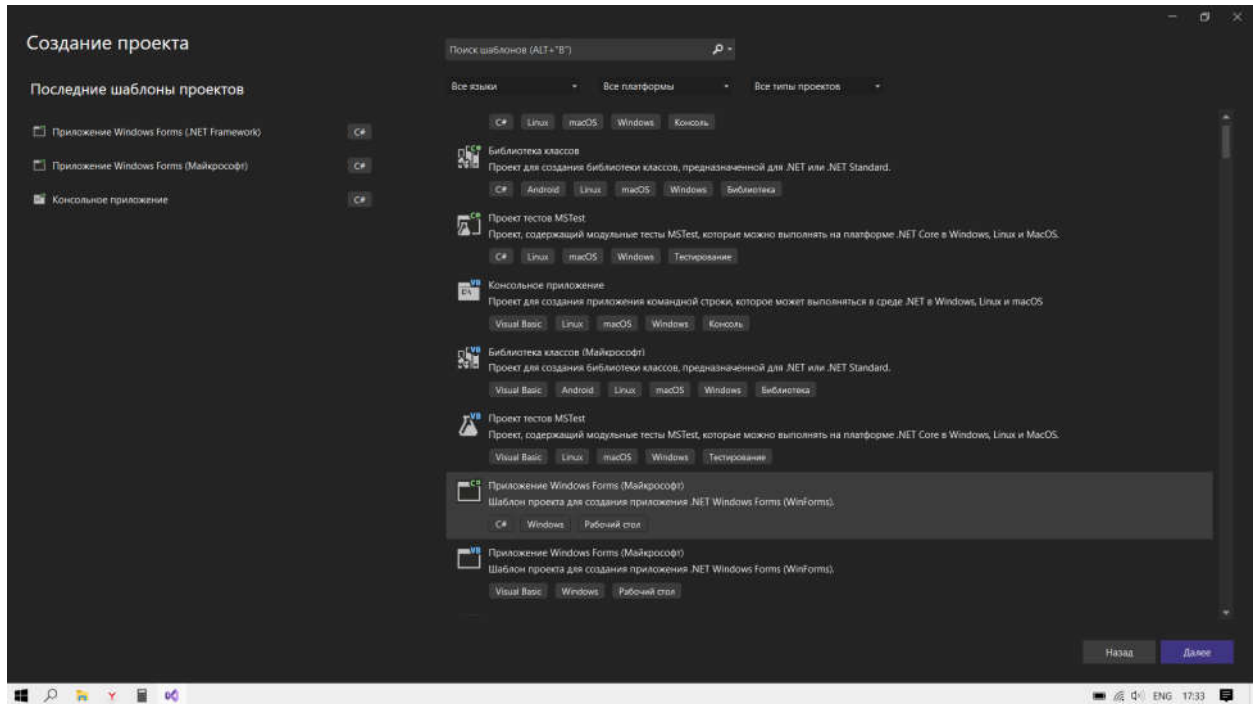 Создание проекта
Поиск шаблонов (ALT+"В")
Последние шаблоны проектов
Все языки
Все платформы
Все типы проектов
Приложение Windows Forms (.NET Framework)
C#
Приложение Windows Forms (Майкрософт)
C#
Консольное приложение
C#
C# Linux macOS Windows Консоль
Библиотека классов
Проект для создания библиотеки классов, предназначенной для .NET или .NET Standard.
C# Android Linux macOS Windows Библиотека
Проект тестов MSTest
Проект, содержащий модульные тесты MSTest, которые можно выполнять на платформе .NET Core в Windows, Linux и MacOS.
C# Linux macOS Windows Тестирование
Консольное приложение
Проект для создания приложения командной строки, которое может выполняться в среде .NET в Windows, Linux и macOS
Visual Basic Linux macOS Windows Консоль
Библиотека классов (Майкрософт)
Проект для создания библиотеки классов, предназначенной для .NET или .NET Standard.
Visual Basic Android Linux macOS Windows Библиотека
Проект тестов MSTest
Проект, содержащий модульные тесты MSTest, которые можно выполнять на платформе .NET Core в Windows, Linux и MacOS.
Visual Basic Linux macOS Windows Тестирование
Приложение Windows Forms (Майкрософт)
Шаблон проекта для создания приложения .NET Windows Forms (WinForms).
C# Windows Рабочий стол
Приложение Windows Forms (Майкрософт)
Шаблон проекта для создания приложения .NET Windows Forms (WinForms).
Visual Basic Windows Рабочий стол
Назад
Далее
ENG 17:33